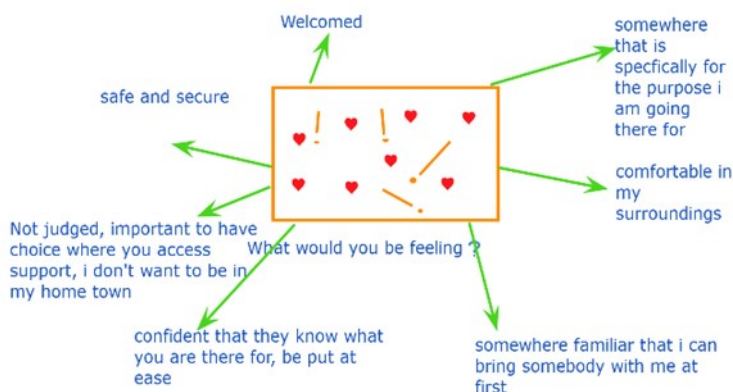 Welcomed
somewhere
that is
specfically for
the purpose i
am going
there for
safe and secure
comfortable in
my
surroundings
Not judged, important to have
choice where you access
support, i don't want to be in
my home town
What would you be feeling ?
confident that they know what
you are there for, be put at
ease
somewhere familiar that i can
bring somebody with me at
first